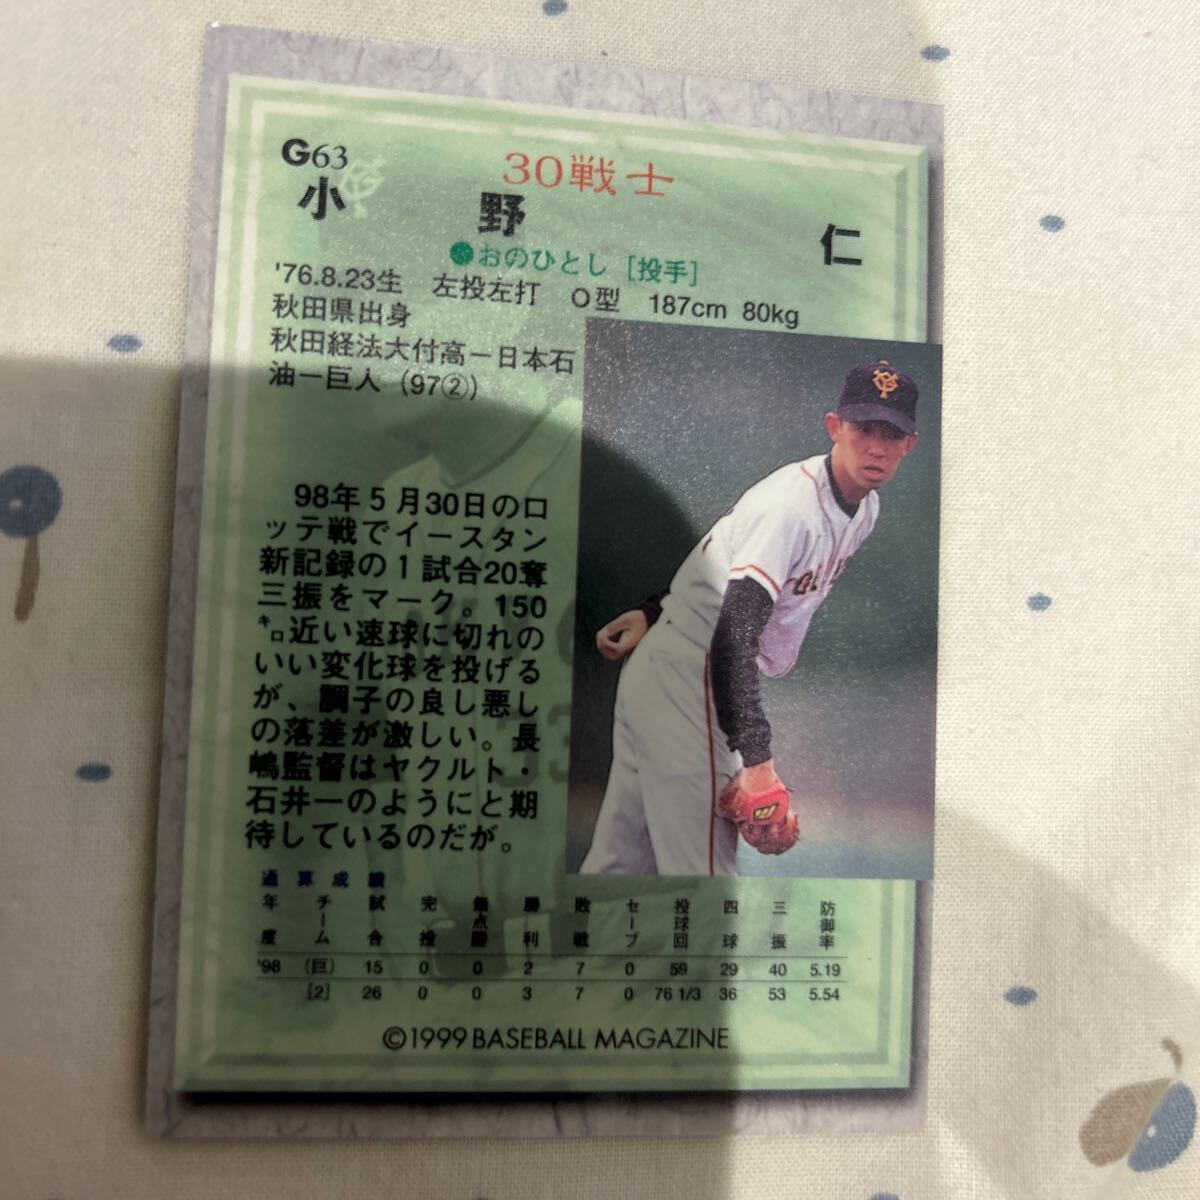 G63
30戦士
小野仁
●おのひとし[投手]
'76.8.23生 左投左打 O型 187cm 80kg
秋田県出身
秋田経法大付高ー日本石
油ー巨人 (97②)
98年5月30日のロ
ッテ戦でイースタン
新記録の1試合20奪
三振をマーク。150
㌔近い速球に切れの
いい変化球を投げる
が、調子の良し悪し
の落差が激しい。長
嶋監督はヤクルト・
石井一のようにと期
待しているのだが。
通算成績
年度 チーム 試合 完投 無点勝 勝利 敗戦 セーブ 投球回 四球 三振 防御率
'98 (巨) 15 0 0 2 7 0 59 29 40 5.19
[2] 26 0 0 3 7 0 76 1/3 36 53 5.54
©1999 BASEBALL MAGAZINE